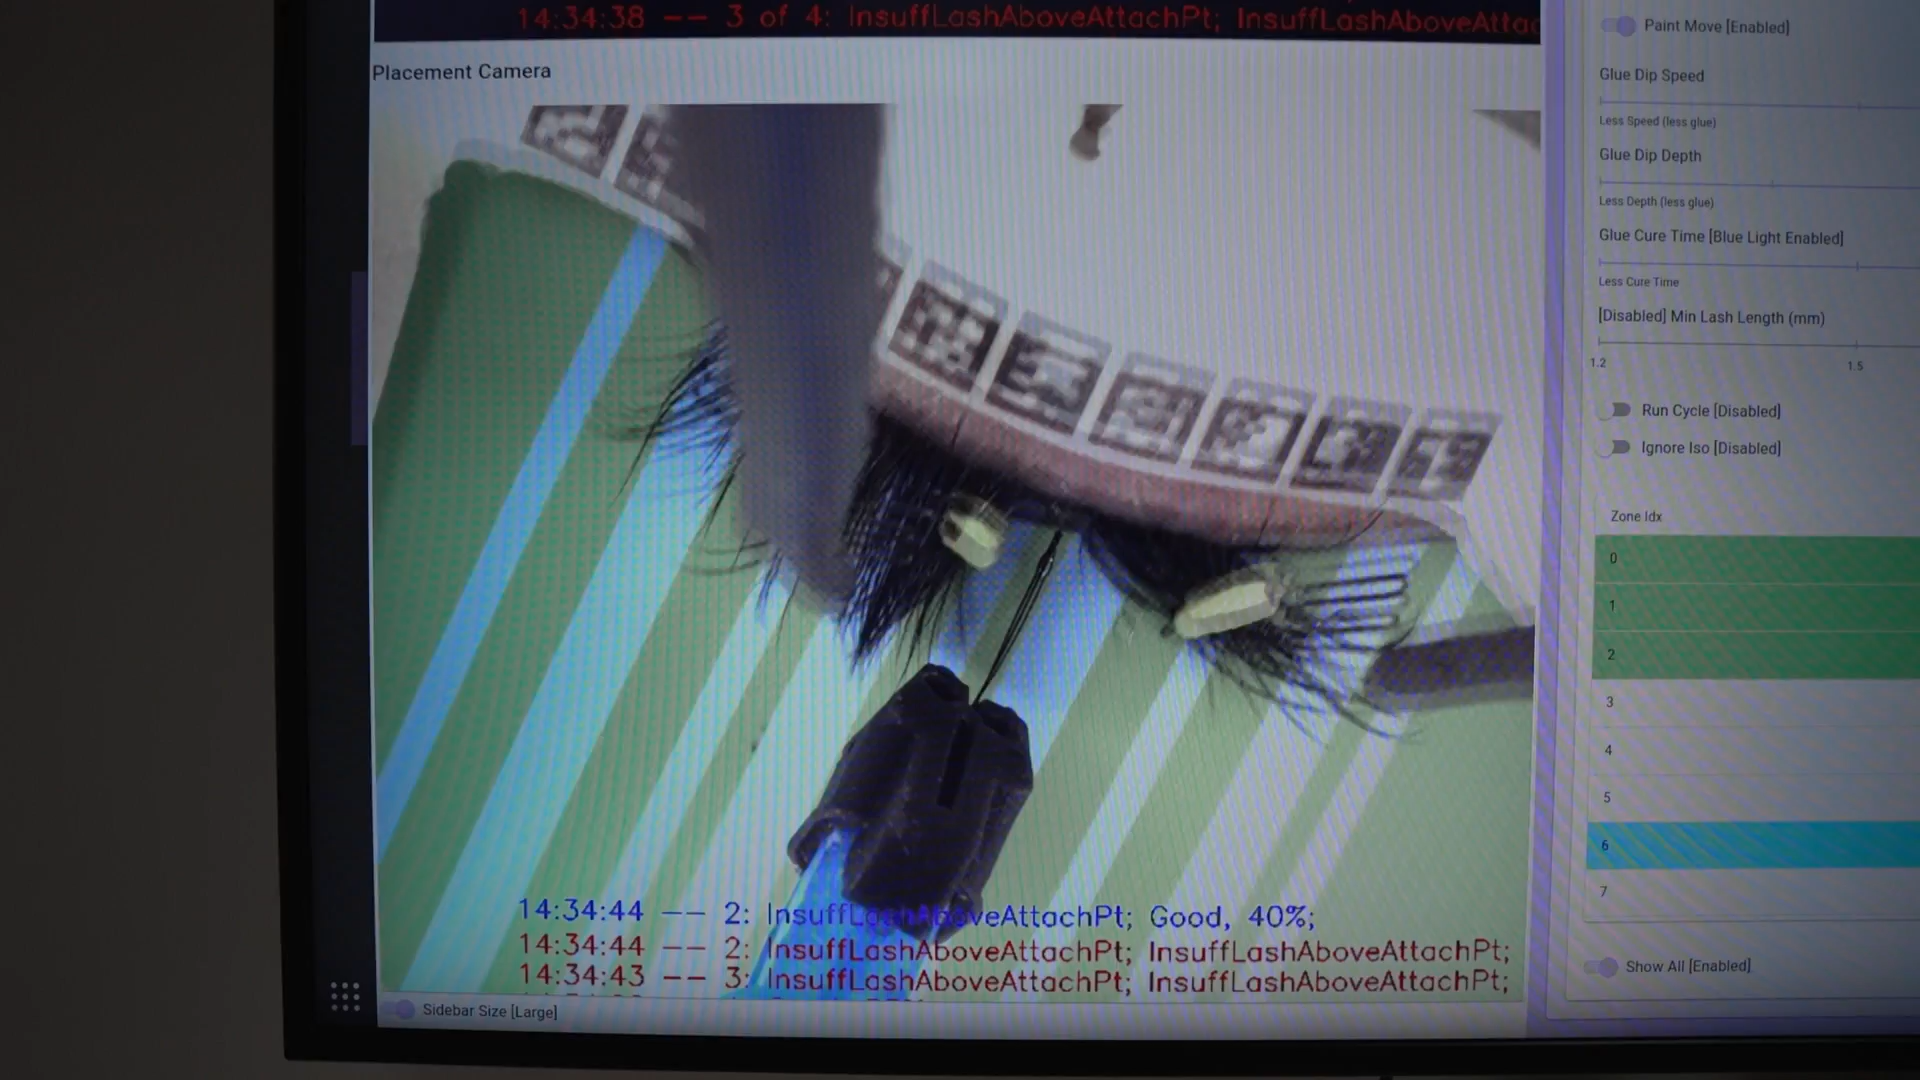 14:34:38 -- 3 of 4: InsuffLashAboveAttachPt; InsuffLashAboveAttac
Placement Camera
14:34:44 -- 2: InsuffLashAboveAttachPt; Good, 40%;
14:34:44 -- 2: InsuffLashAboveAttachPt; InsuffLashAboveAttachPt;
14:34:43 -- 3: InsuffLashAboveAttachPt; InsuffLashAboveAttachPt;
Sidebar Size [Large]
Paint Move [Enabled]
Glue Dip Speed
Less Speed (less glue)
Glue Dip Depth
Less Depth (less glue)
Glue Cure Time [Blue Light Enabled]
Less Cure Time
[Disabled] Min Lash Length (mm)
1.2 1.5
Run Cycle [Disabled]
Ignore Iso [Disabled]
Zone Idx
0
1
2
3
4
5
6
7
Show All [Enabled]